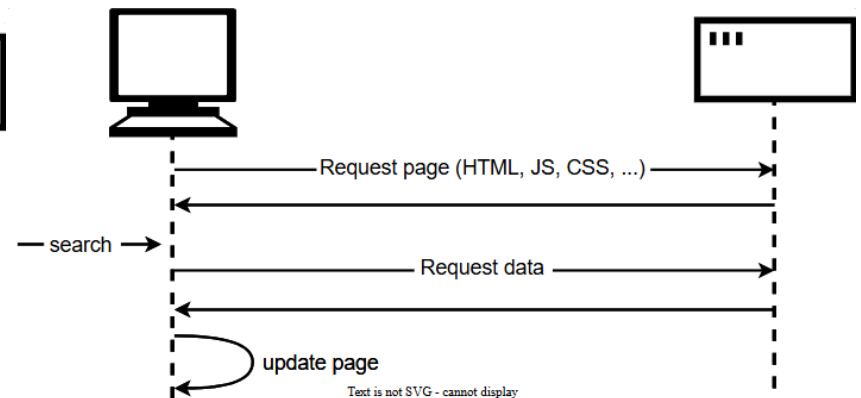 Request page (HTML, JS, CSS, ...)
search
Request data
update page
Text is not SVG - cannot display